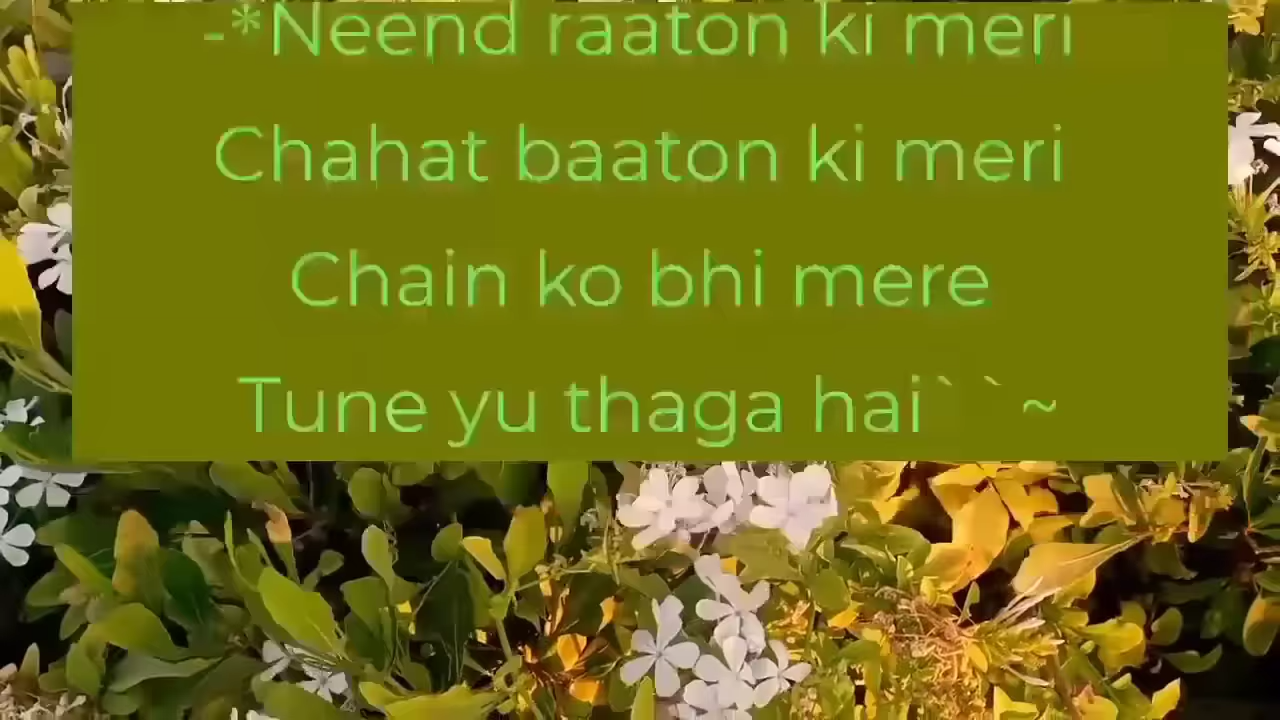 -*Neend raaton ki meri
Chahat baaton ki meri
Chain ko bhi mere
Tune yu thaga hai``~